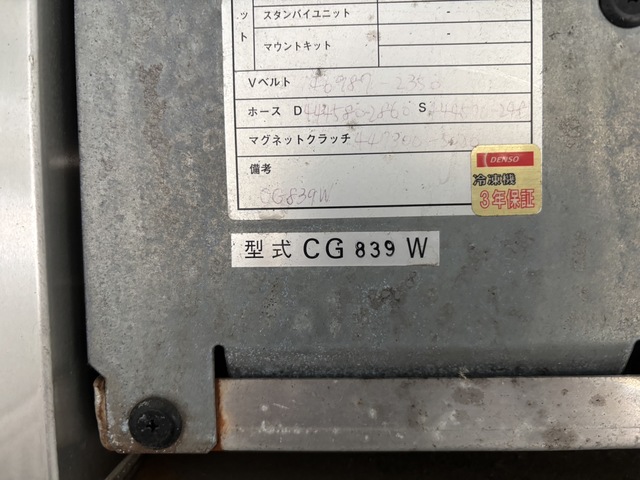 ット
スタンバイユニット -
マウントキット -
Vベルト 146987-2350
ホース D S
マグネットクラッチ
備考
CG839W
DENSO
冷凍機
3年保証
型式 CG 839 W